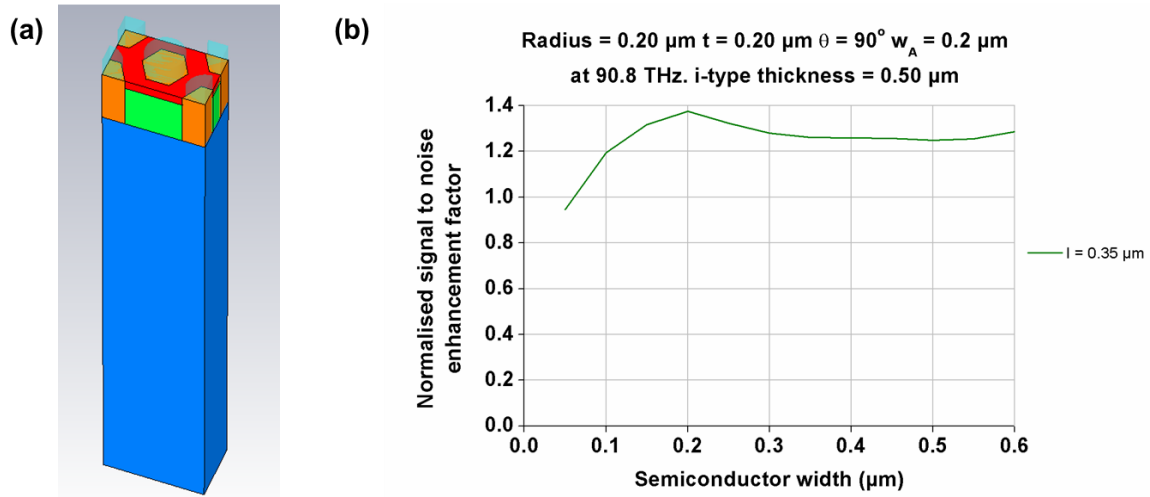 (a)
(b)
Radius = 0.20 µm t = 0.20 µm θ = 90° w_A = 0.2 µm
at 90.8 THz. i-type thickness = 0.50 µm
Normalised signal to noise
enhancement factor
1.4
1.2
1.0
0.8
0.6
0.4
0.2
0.0
0.0 0.1 0.2 0.3 0.4 0.5 0.6
Semiconductor width (µm)
l = 0.35 µm